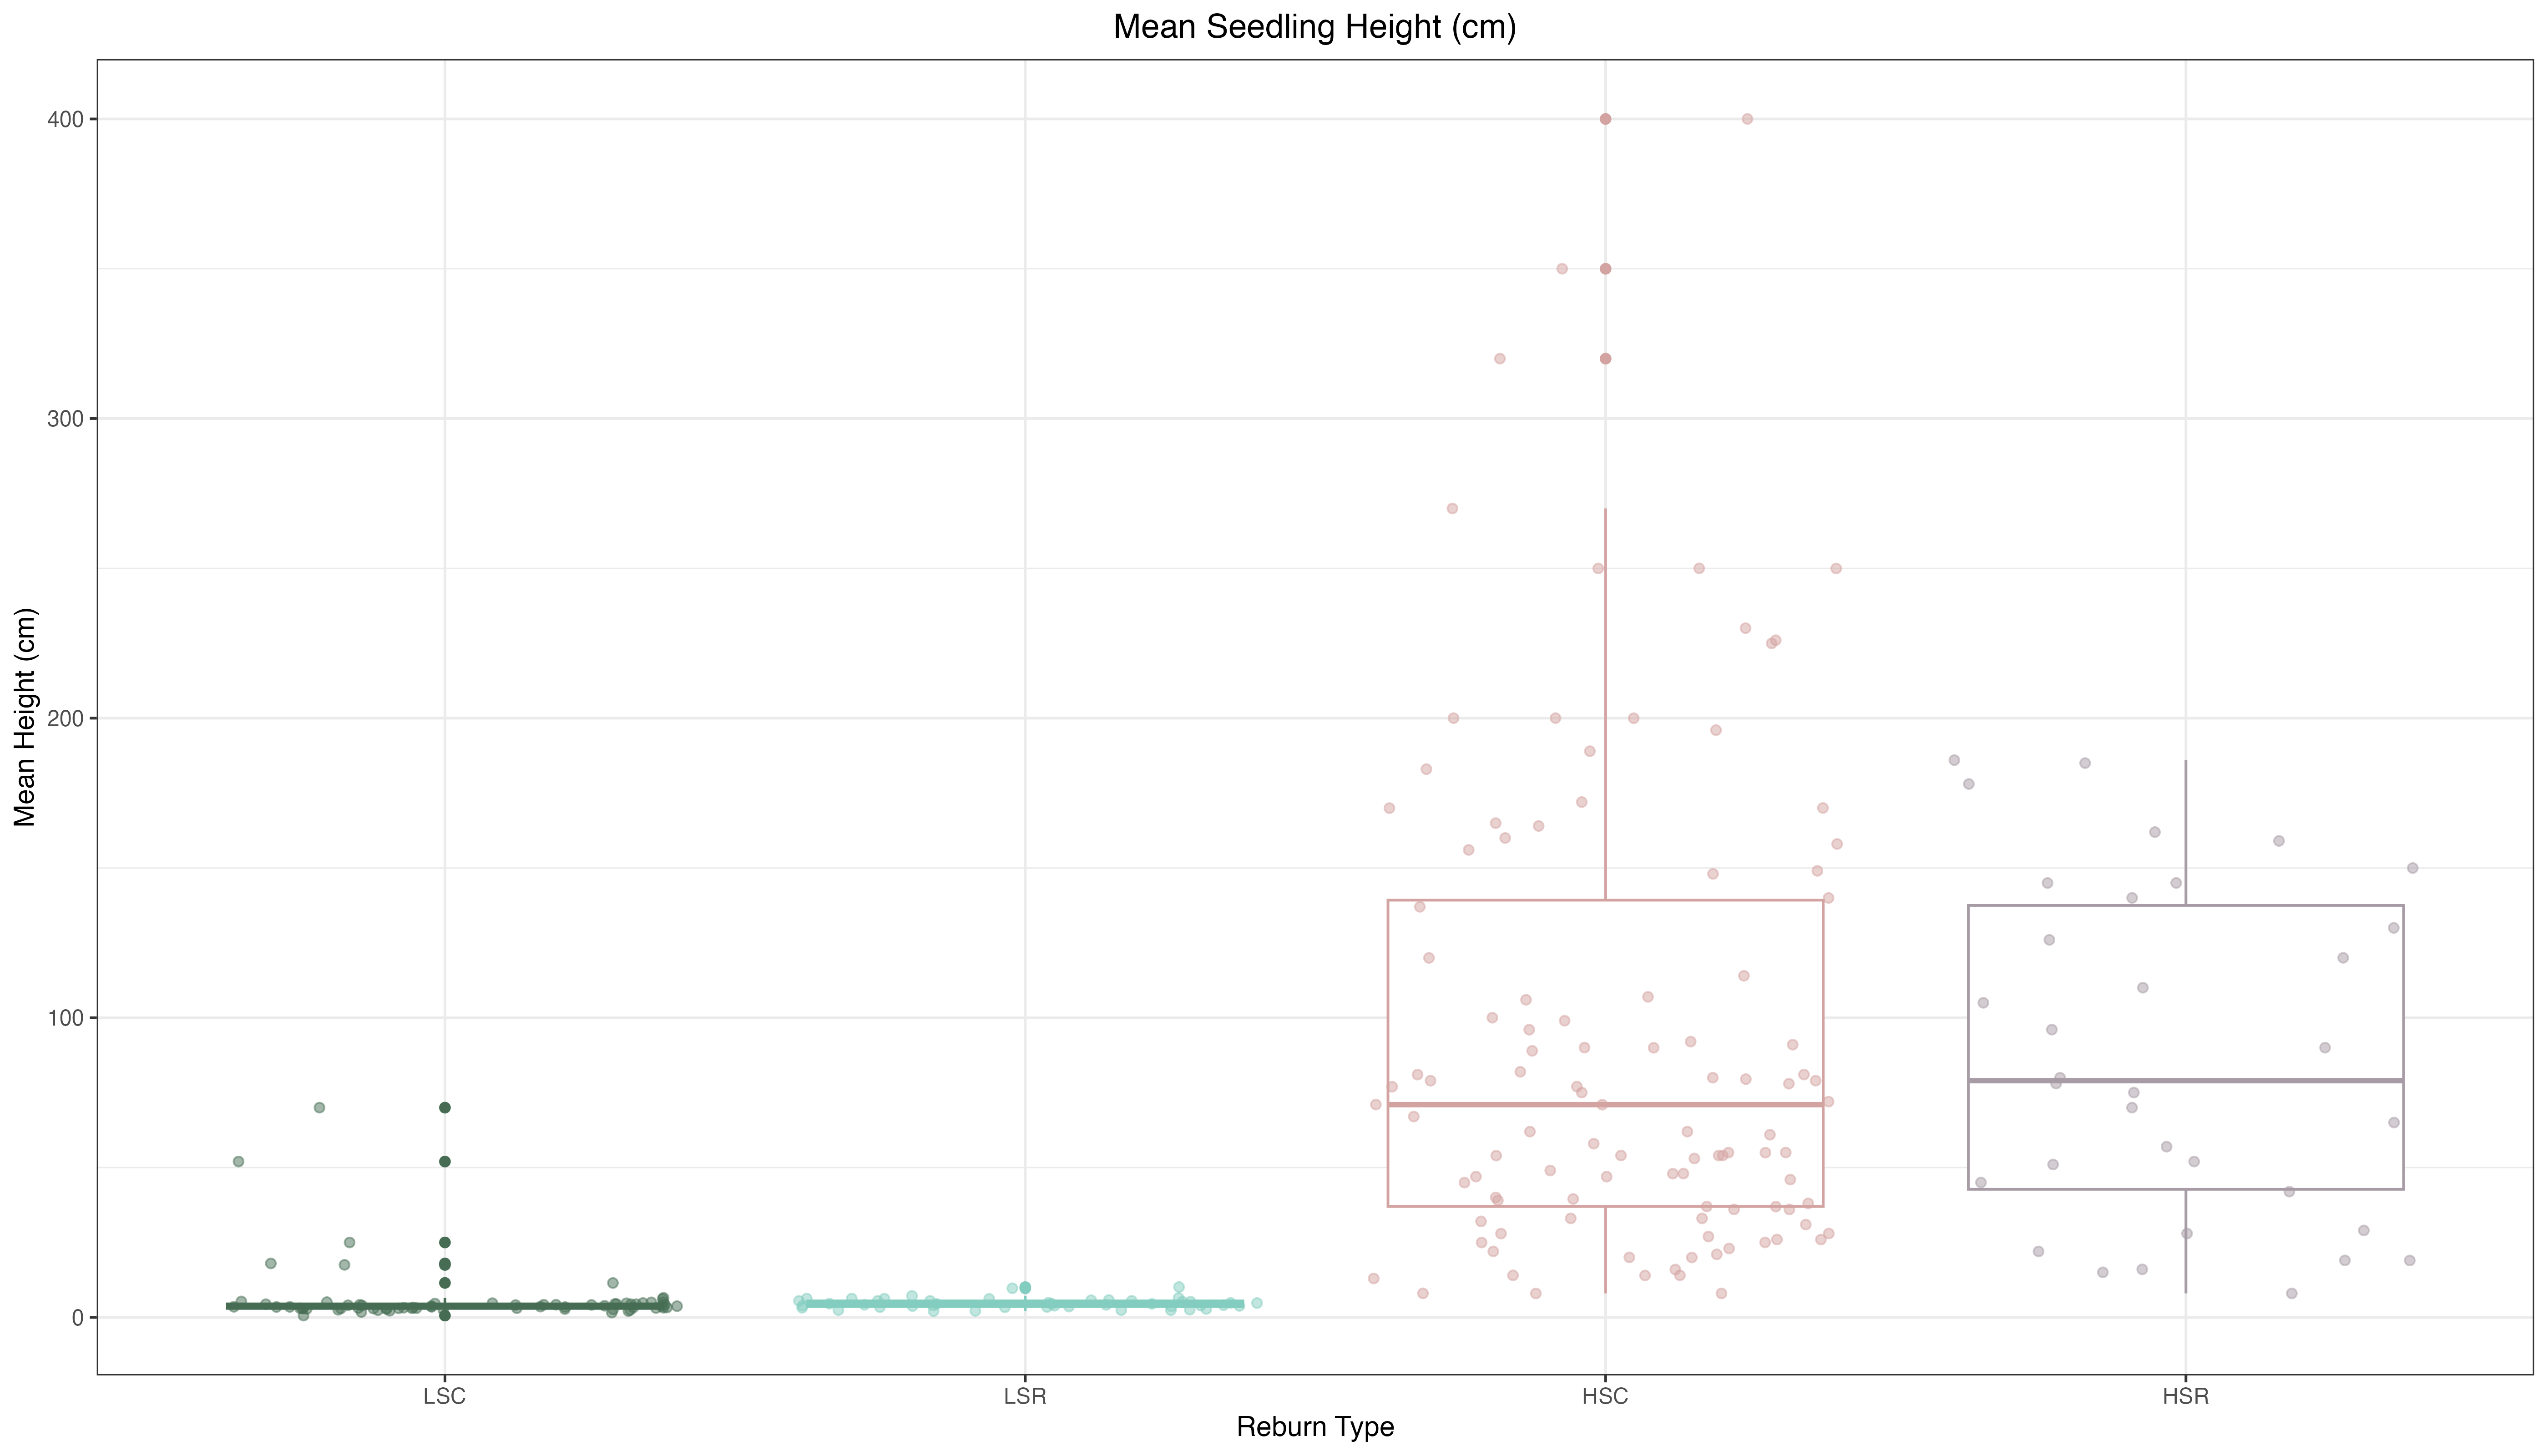 Mean Seedling Height (cm)
Mean Height (cm)
400
300
200
100
0
LSC LSR HSC HSR
Reburn Type